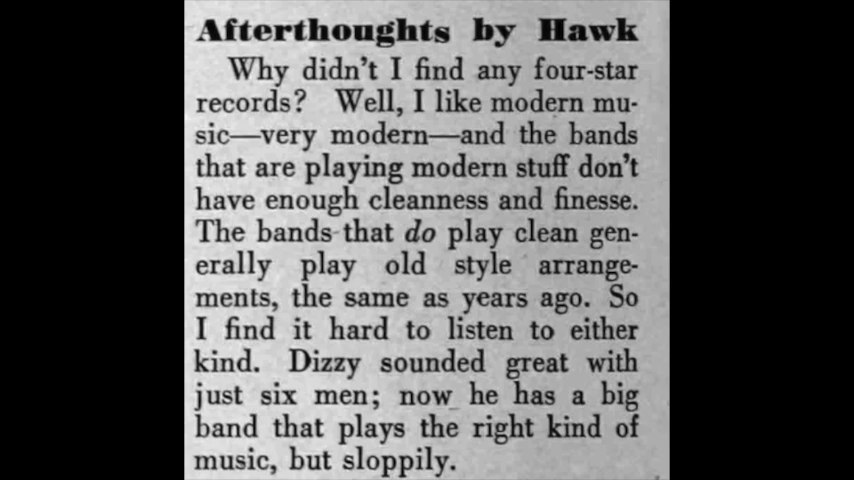 Afterthoughts by Hawk
Why didn't I find any four-star
records? Well, I like modern mu-
sic—very modern—and the bands
that are playing modern stuff don't
have enough cleanness and finesse.
The bands that do play clean gen-
erally play old style arrange-
ments, the same as years ago. So
I find it hard to listen to either
kind. Dizzy sounded great with
just six men; now he has a big
band that plays the right kind of
music, but sloppily.